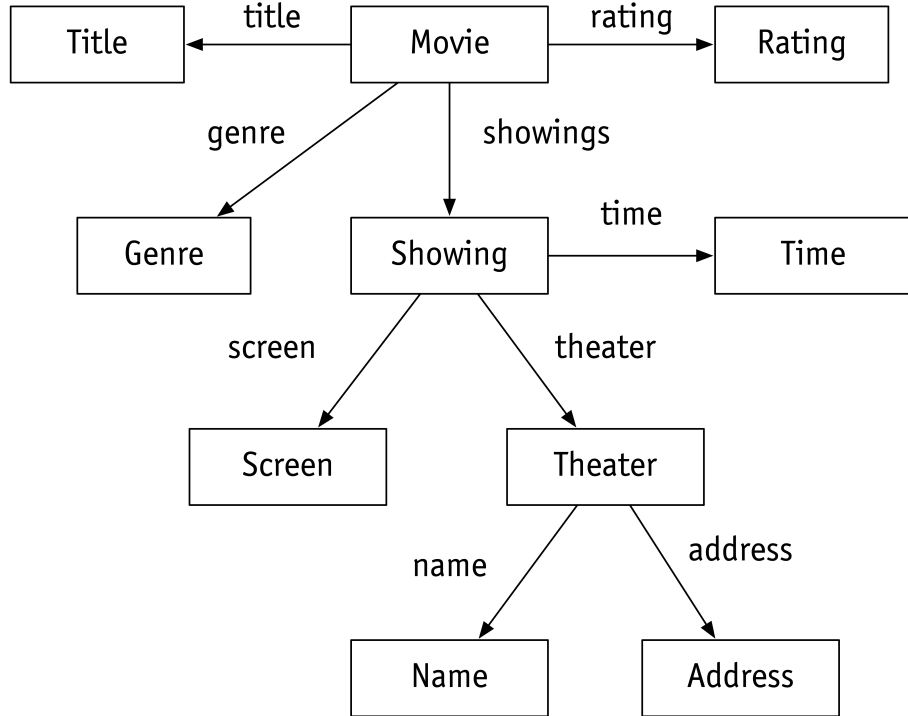 title
rating
Title
Movie
Rating
genre
showings
time
Genre
Showing
Time
screen
theater
Screen
Theater
name
address
Name
Address